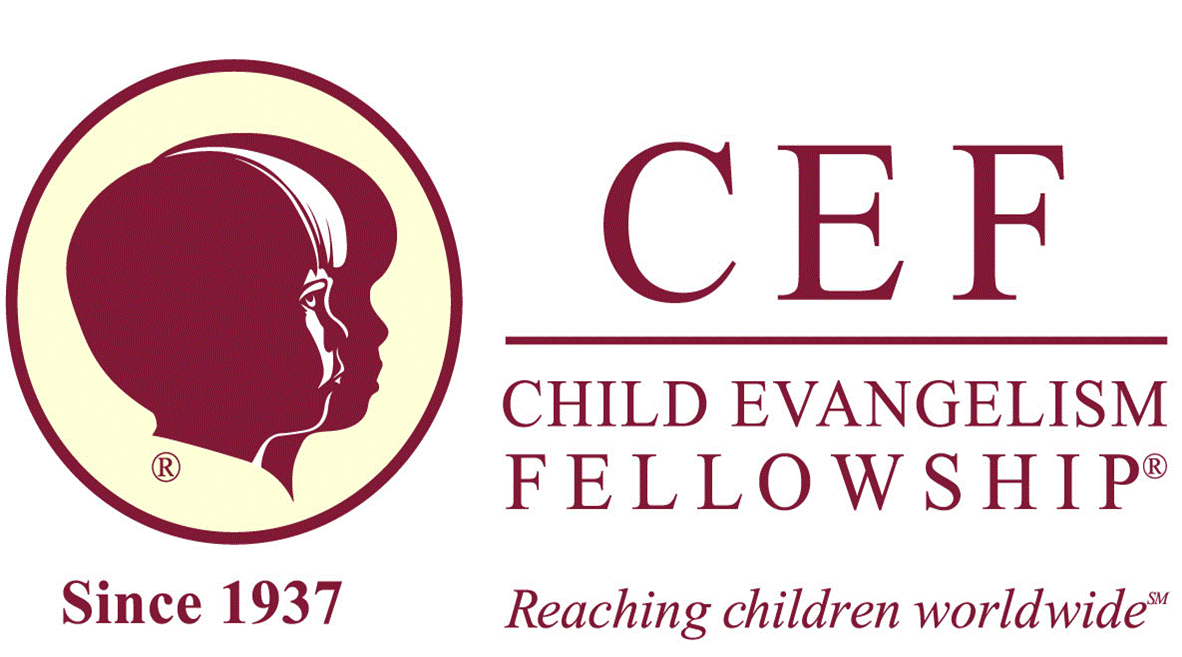 CEF
CHILD EVANGELISM
FELLOWSHIP®
®
Since 1937
Reaching children worldwide℠